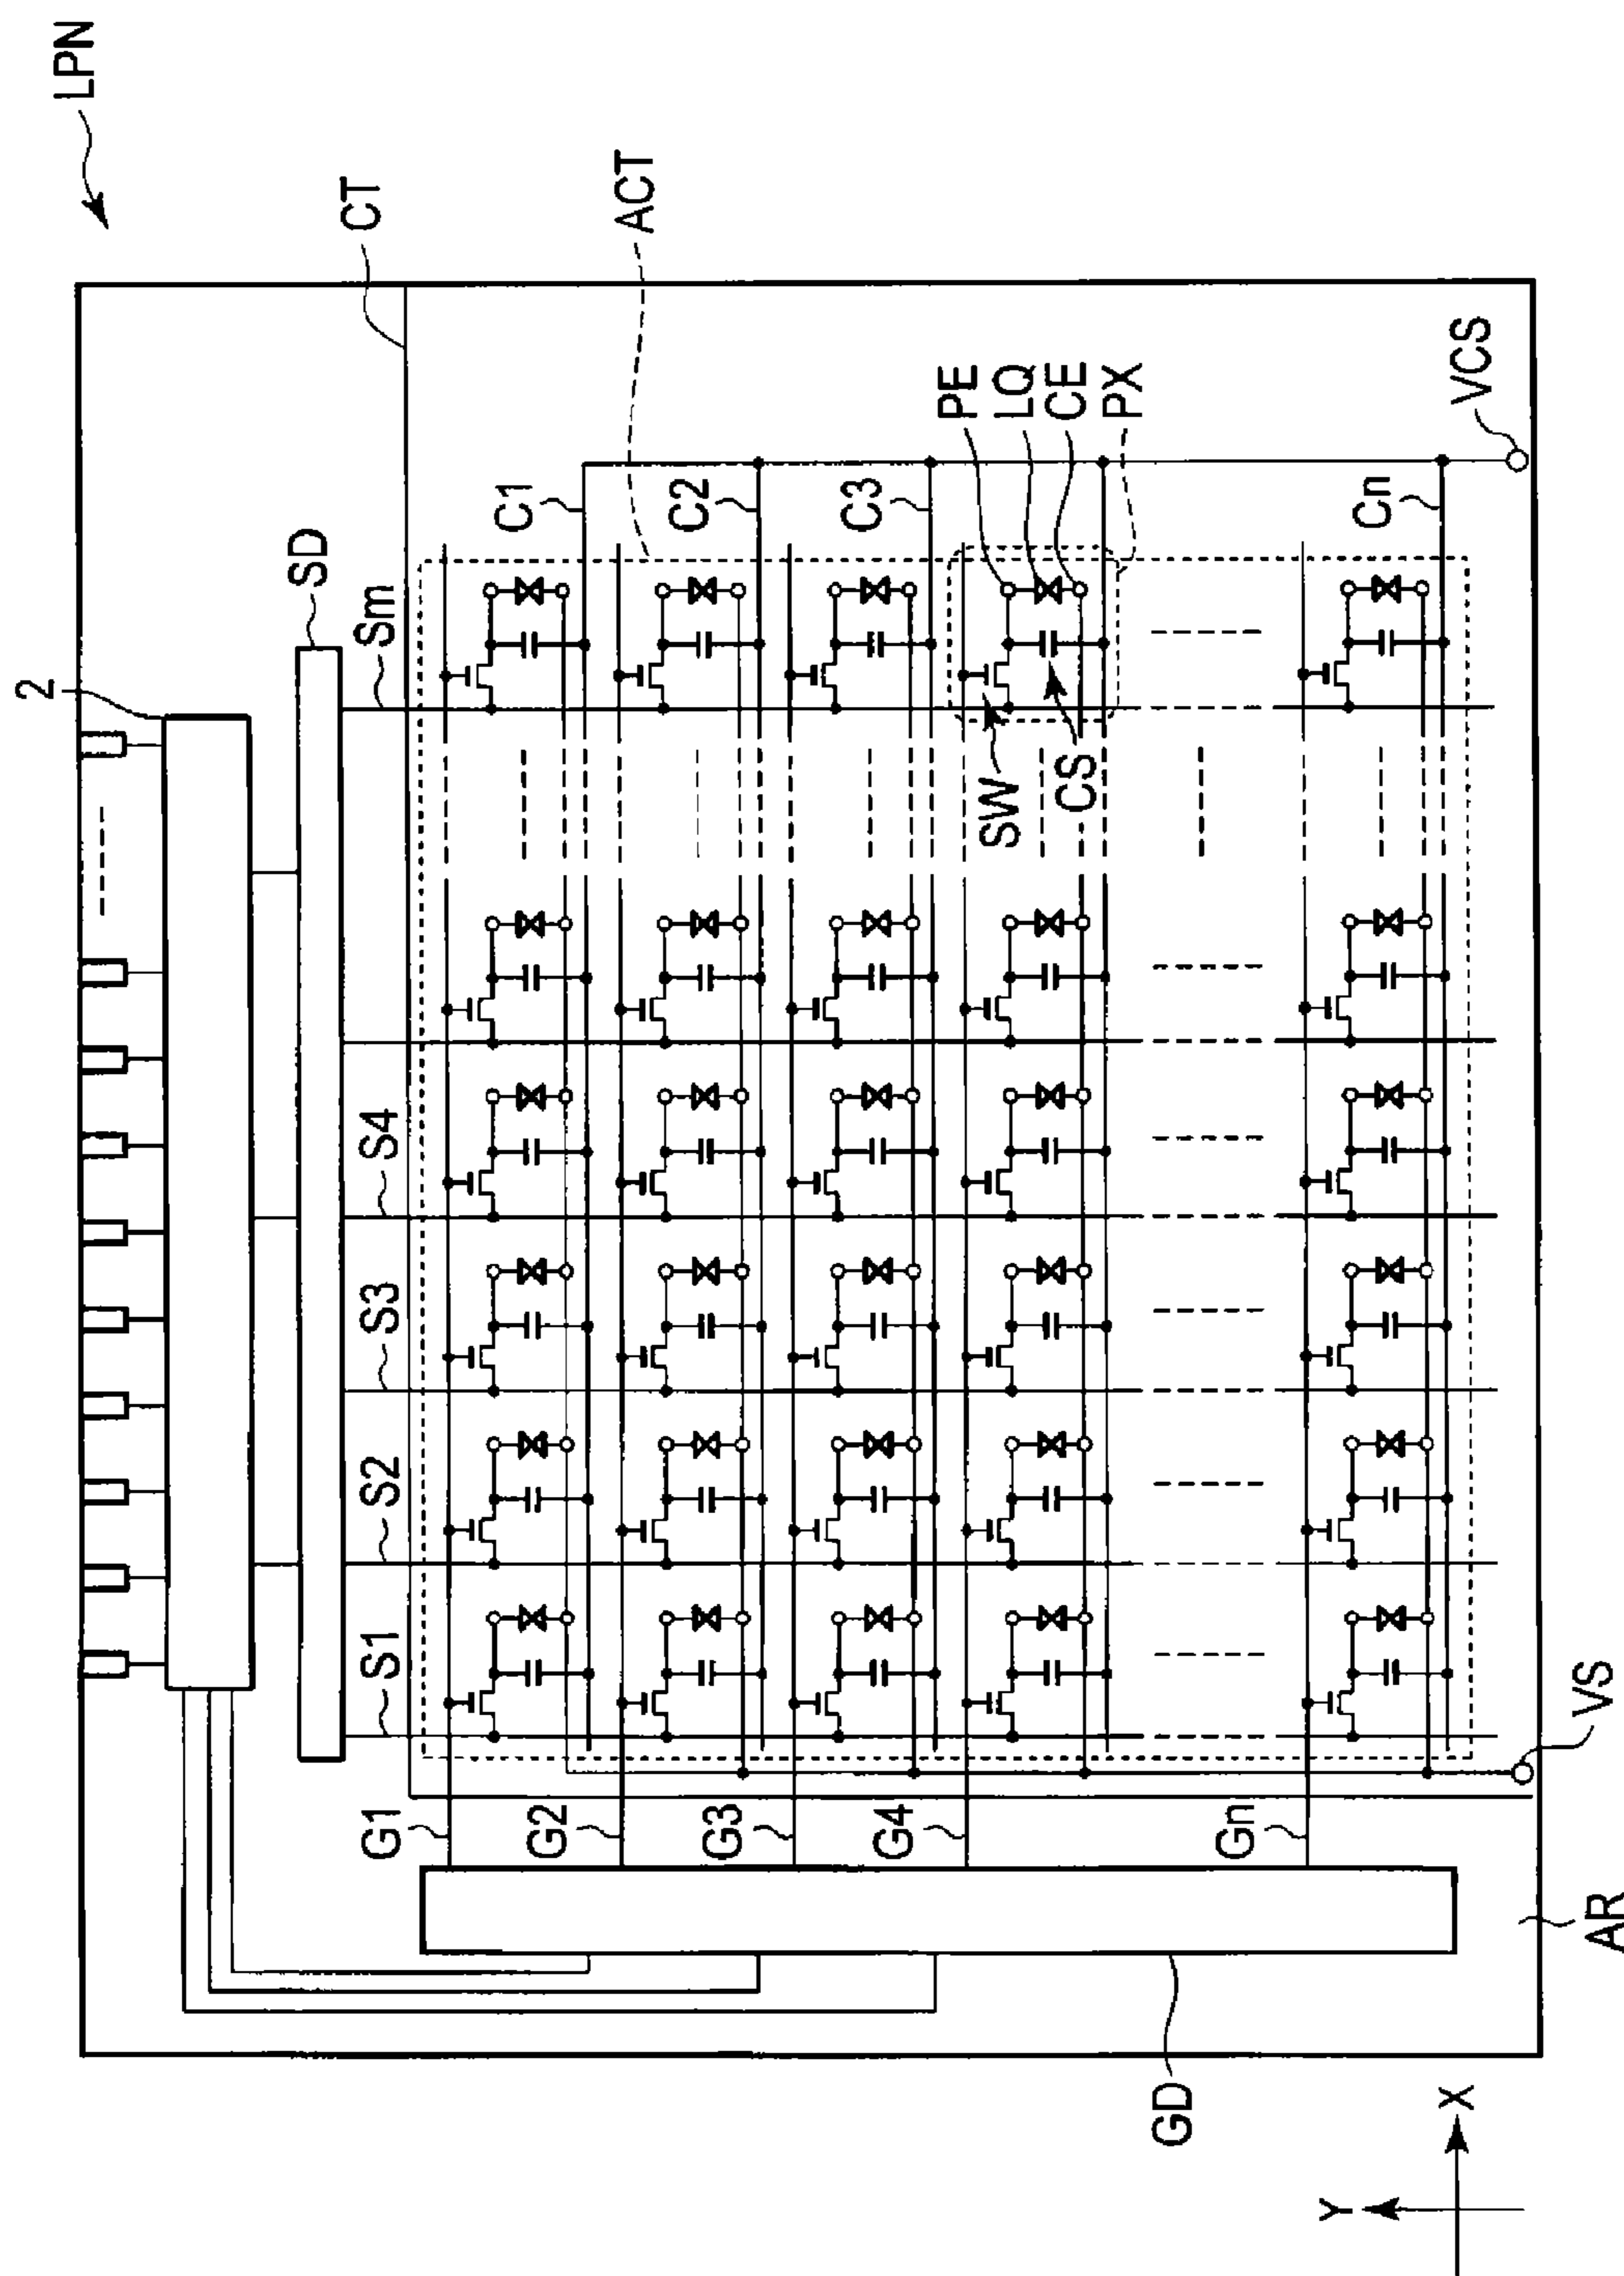 LPN
CT
ACT
2
SD
Sm
S4
S3
S2
S1
C1
C2
C3
Cn
PE
LQ
CE
PX
VCS
SW
CS
G1
G2
G3
G4
Gn
VS
AR
GD
Y
X